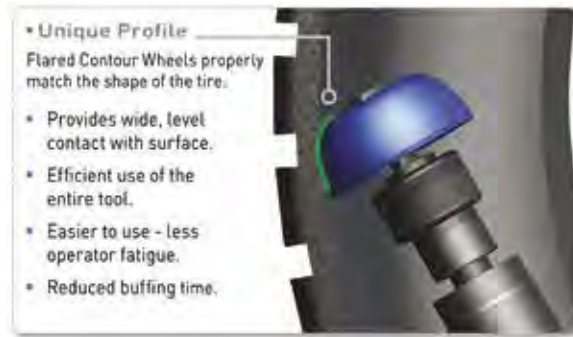 • Unique Profile
Flared Contour Wheels properly
match the shape of the tire.
• Provides wide, level
contact with surface.
• Efficient use of the
entire tool.
• Easier to use - less
operator fatigue.
• Reduced buffing time.